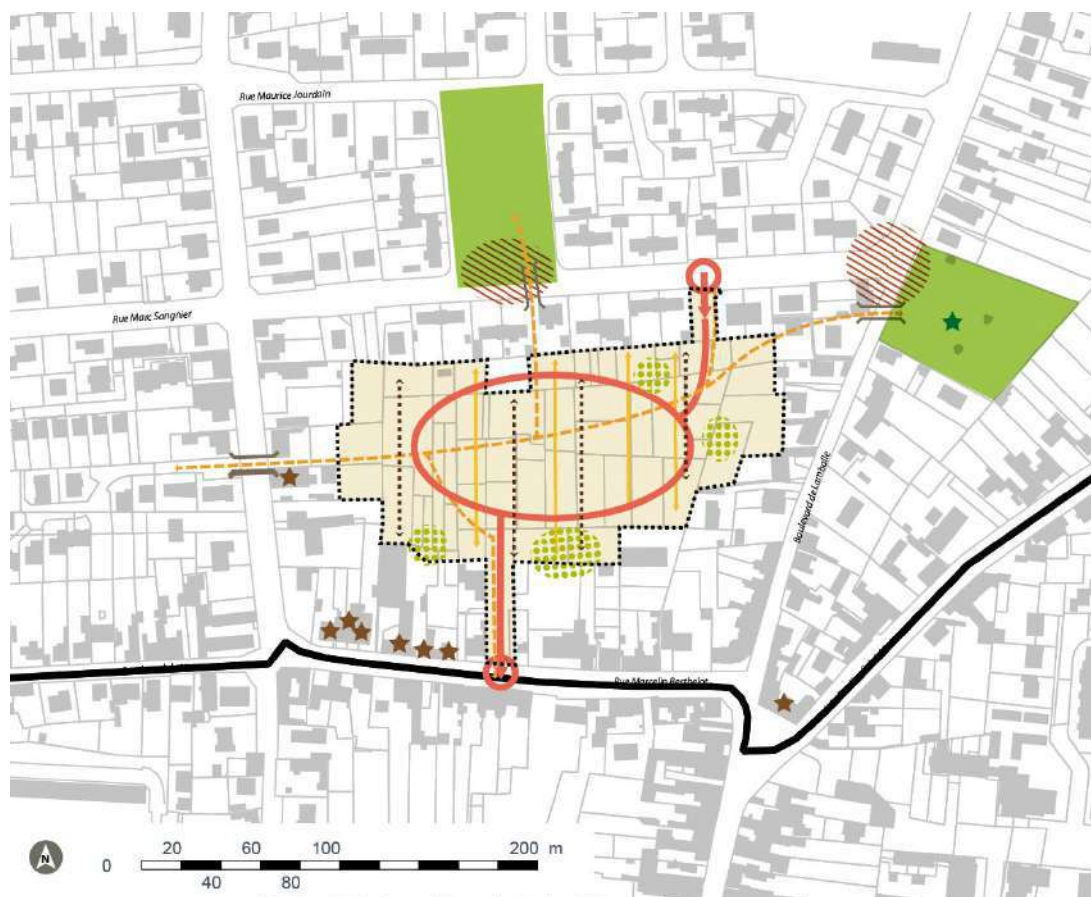 Rue Maurice Jourdain
Rue Marc Sangnier
Boulevard de Lamballe
Rue Marcelin Berthelot
N
0 20 60 100 200 m
40 80